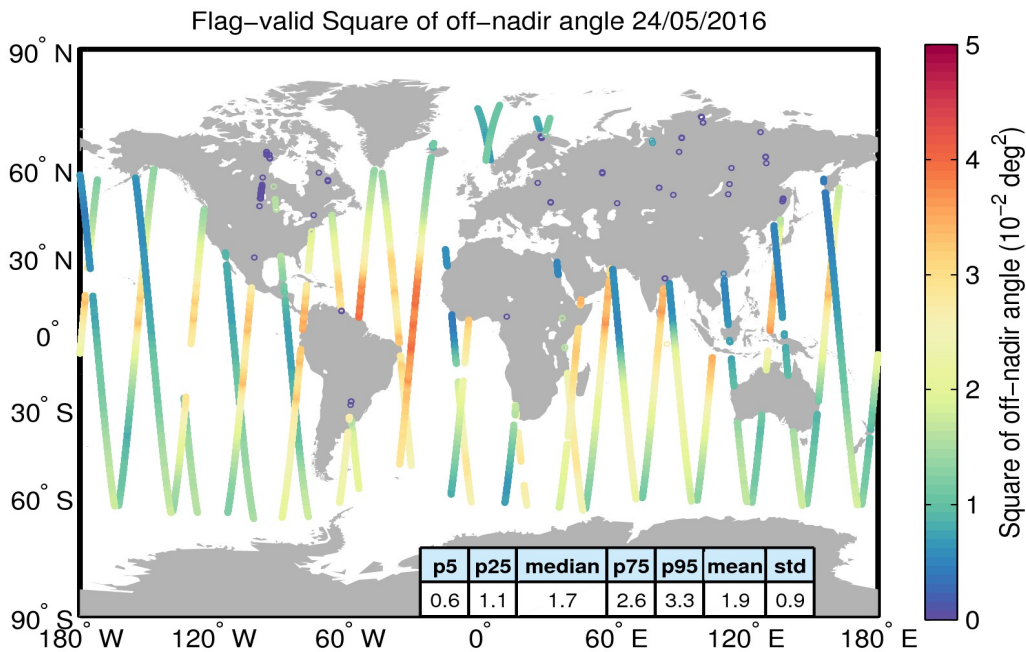 Flag-valid Square of off-nadir angle 24/05/2016
90° N
60° N
30° N
0°
30° S
60° S
90° S
180° W
120° W
60° W
0°
60° E
120° E
180° E
p5 p25 median p75 p95 mean std
0.6 1.1 1.7 2.6 3.3 1.9 0.9
5
4
3
2
1
0
Square of off-nadir angle (10⁻² deg²)